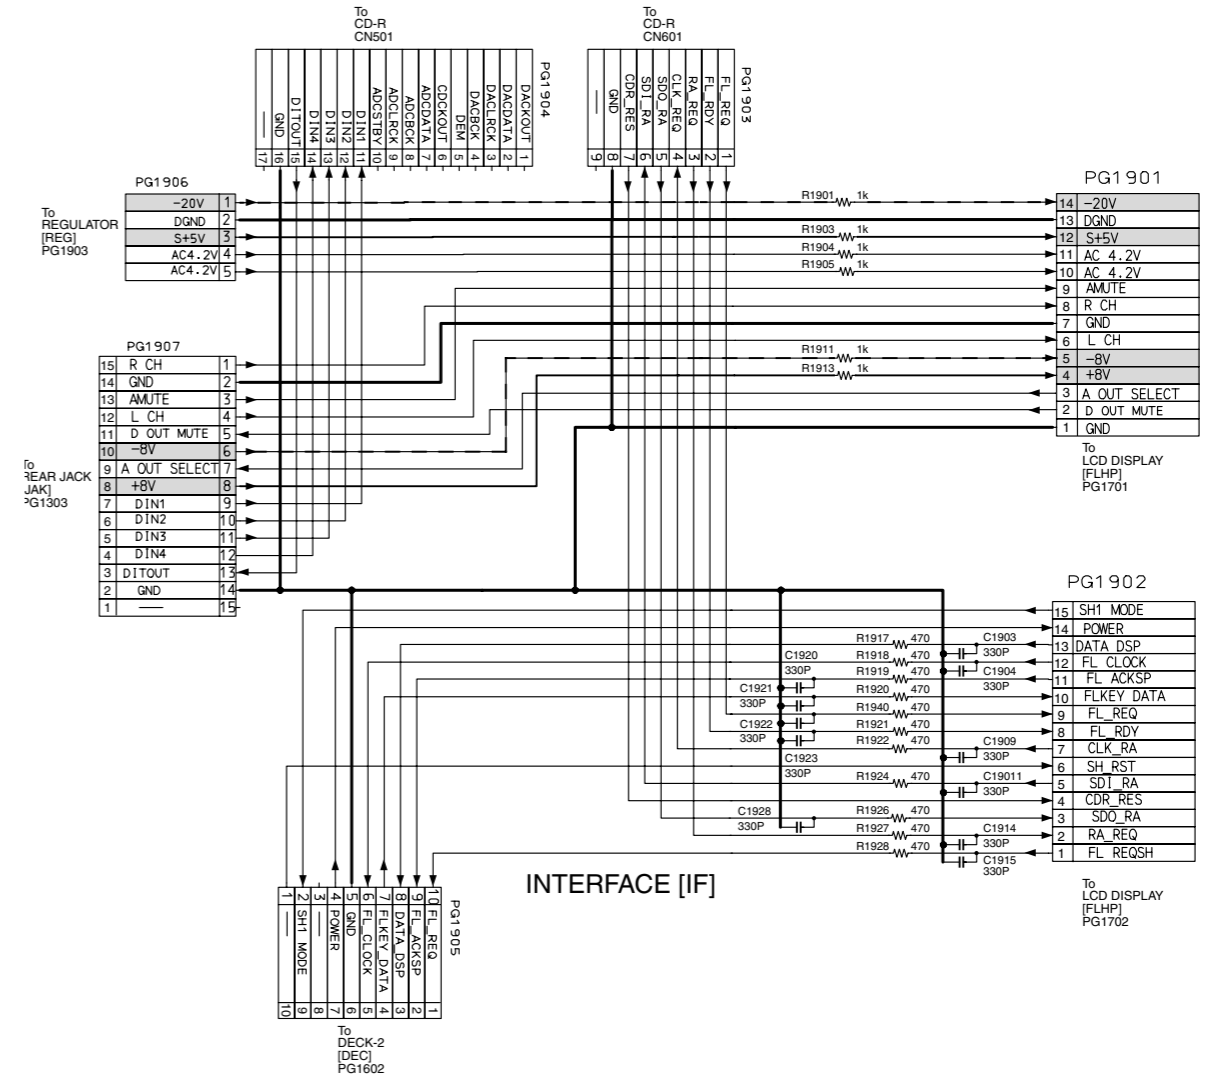 To
CD-R
CN501
To
CD-R
CN601
PG1904
DACKOUT 1
DACDATA 2
DACLRCK 3
DACBCK 4
DEM 5
CDCKOUT 6
ADCDATA 7
ADCBCK 8
ADCLRCK 9
ADCSTBY 10
DIN1 11
DIN2 12
DIN3 13
DIN4 14
DITOUT 15
GND 16
— 17
PG1903
FL_REQ 1
FL_RDY 2
RA_REQ 3
CLK_REQ 4
SDO_RA 5
SDI_RA 6
CDR_RES 7
GND 8
— 9
PG1906
To
REGULATOR
[REG]
PG1903
-20V 1
DGND 2
S+5V 3
AC4.2V 4
AC4.2V 5
R1901 1k
R1903 1k
R1904 1k
R1905 1k
R1911 1k
R1913 1k
PG1901
14 -20V
13 DGND
12 S+5V
11 AC 4.2V
10 AC 4.2V
9 AMUTE
8 R CH
7 GND
6 L CH
5 -8V
4 +8V
3 A OUT SELECT
2 D OUT MUTE
1 GND
To
LCD DISPLAY
[FLHP]
PG1701
PG1907
15 R CH 1
14 GND 2
13 AMUTE 3
12 L CH 4
11 D OUT MUTE 5
10 -8V 6
9 A OUT SELECT 7
8 +8V 8
7 DIN1 9
6 DIN2 10
5 DIN3 11
4 DIN4 12
3 DITOUT 13
2 GND 14
1 — 15
To
REAR JACK
JAK]
PG1303
PG1902
15 SH1 MODE
14 POWER
13 DATA DSP
12 FL CLOCK
11 FL ACKSP
10 FLKEY DATA
9 FL_REQ
8 FL_RDY
7 CLK_RA
6 SH_RST
5 SDI_RA
4 CDR_RES
3 SDO_RA
2 RA_REQ
1 FL REQSH
To
LCD DISPLAY
[FLHP]
PG1702
R1917 470
R1918 470
R1919 470
R1920 470
R1940 470
R1921 470
R1922 470
R1924 470
R1926 470
R1927 470
R1928 470
C1903
330P
C1904
330P
C1909
330P
C19011
330P
C1914
330P
C1915
330P
C1920
330P
C1921
330P
C1922
330P
C1923
330P
C1928
330P
INTERFACE [IF]
PG1905
1 — 10
2 SH1 MODE 9
3 — 8
4 POWER 7
5 GND 6
6 FL_CLOCK 5
7 FLKEY_DATA 4
8 DATA_DSP 3
9 FL_ACKSP 2
10 FL_REQ 1
To
DECK-2
[DEC]
PG1602